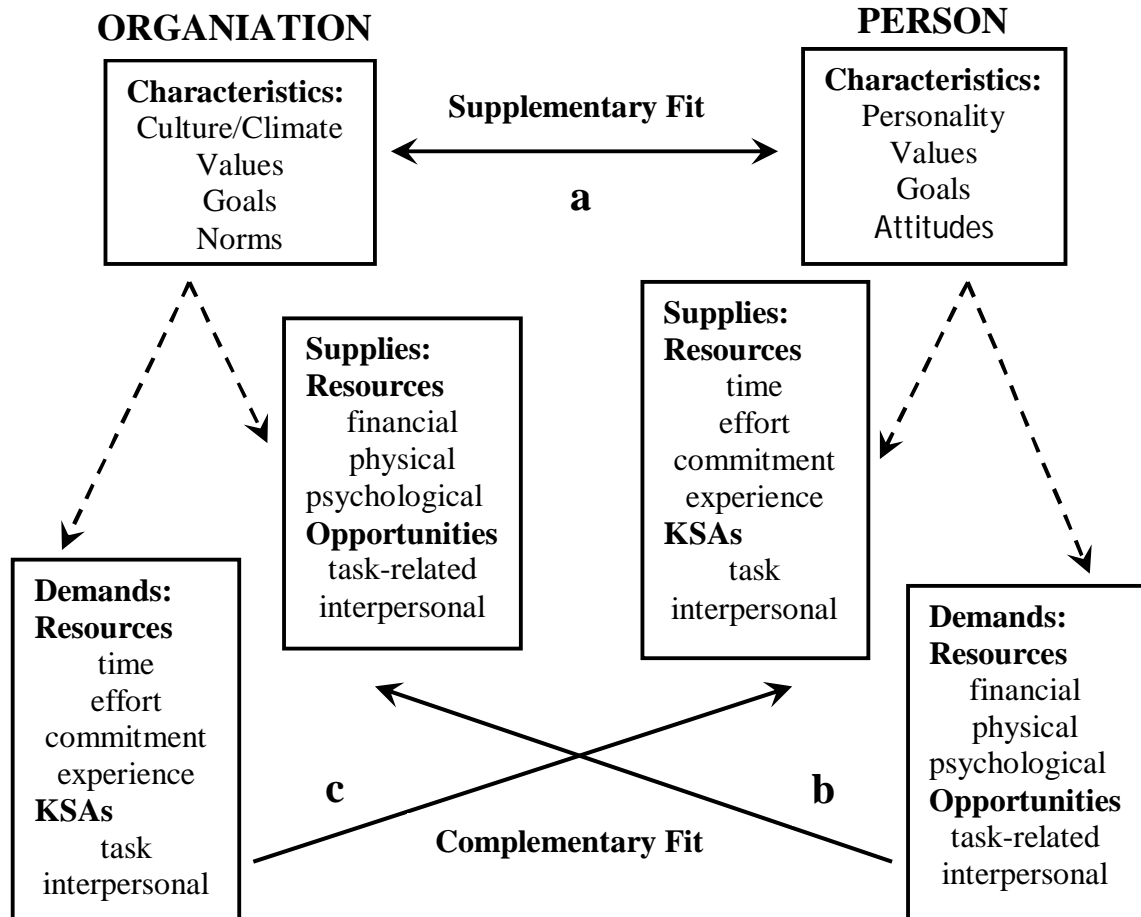 ORGANIATION
PERSON
Characteristics:
Culture/Climate
Values
Goals
Norms
Supplementary Fit
a
Characteristics:
Personality
Values
Goals
Attitudes
Supplies:
Resources
financial
physical
psychological
Opportunities
task-related
interpersonal
Supplies:
Resources
time
effort
commitment
experience
KSAs
task
interpersonal
Demands:
Resources
time
effort
commitment
experience
KSAs
task
interpersonal
c
b
Complementary Fit
Demands:
Resources
financial
physical
psychological
Opportunities
task-related
interpersonal